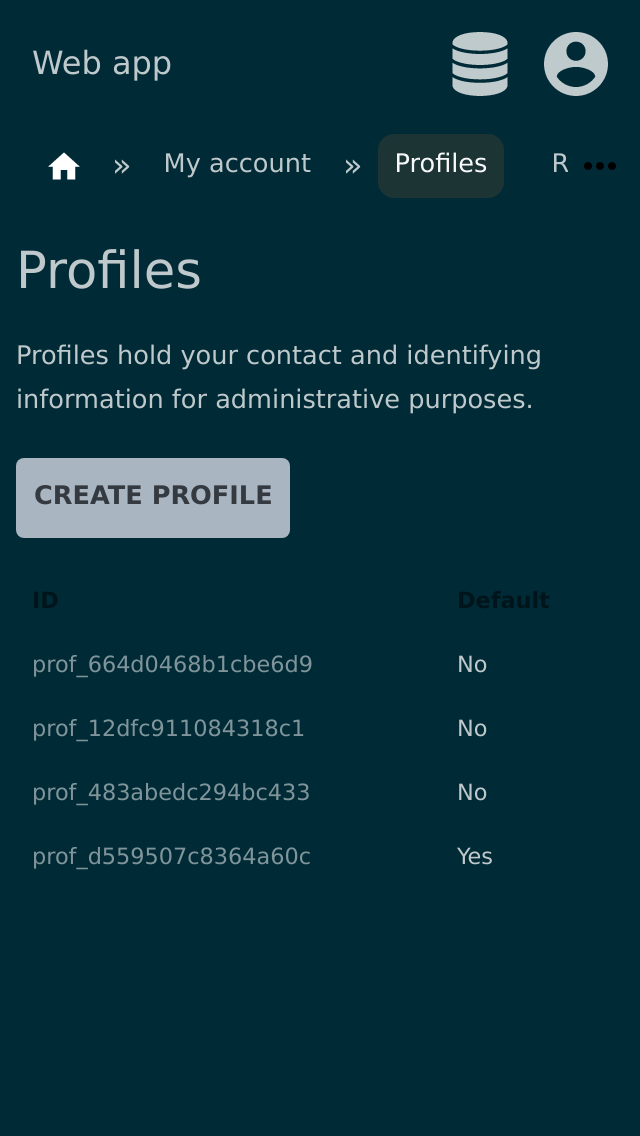 Web app
» My account » Profiles R •••
Profiles
Profiles hold your contact and identifying
information for administrative purposes.
CREATE PROFILE
ID Default
prof_664d0468b1cbe6d9 No
prof_12dfc911084318c1 No
prof_483abedc294bc433 No
prof_d559507c8364a60c Yes